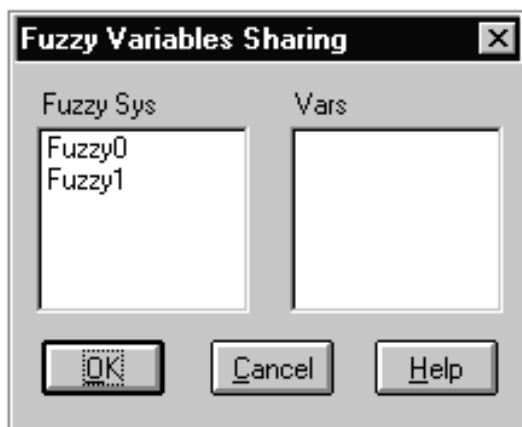 Fuzzy Variables Sharing
Fuzzy Sys Vars
Fuzzy0
Fuzzy1
OK Cancel Help